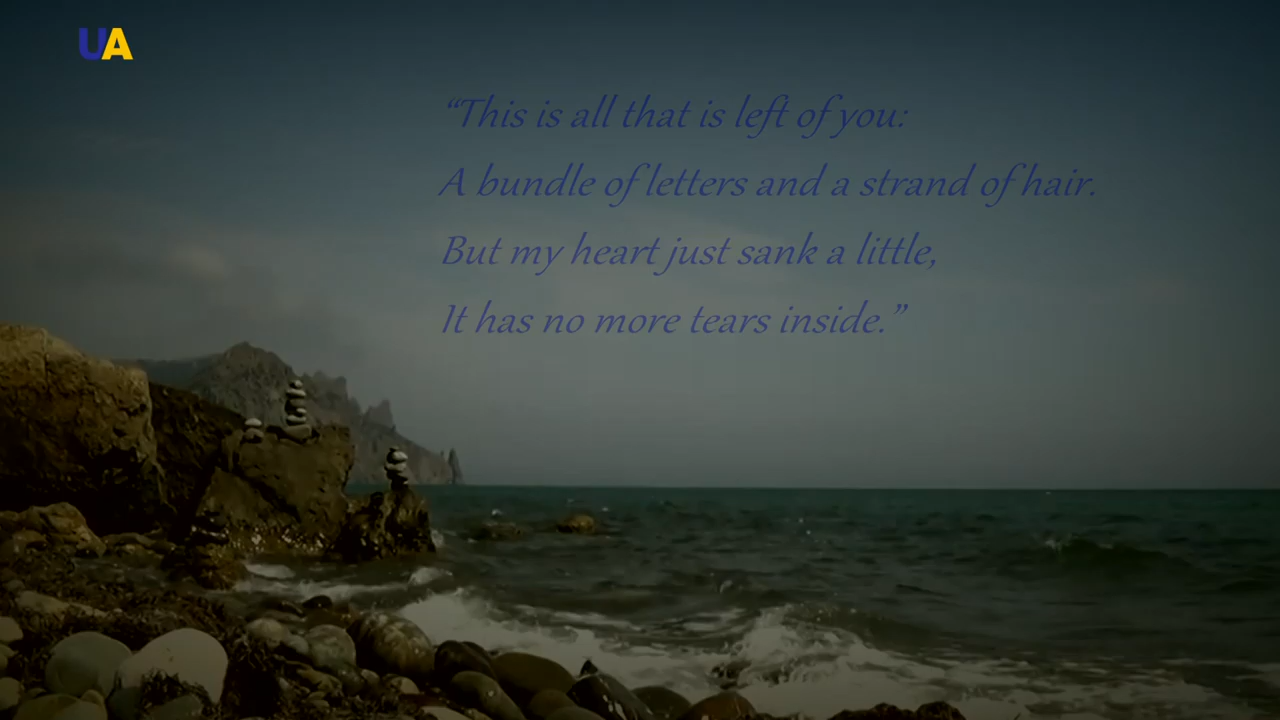 UA
“This is all that is left of you:
A bundle of letters and a strand of hair.
But my heart just sank a little,
It has no more tears inside.”